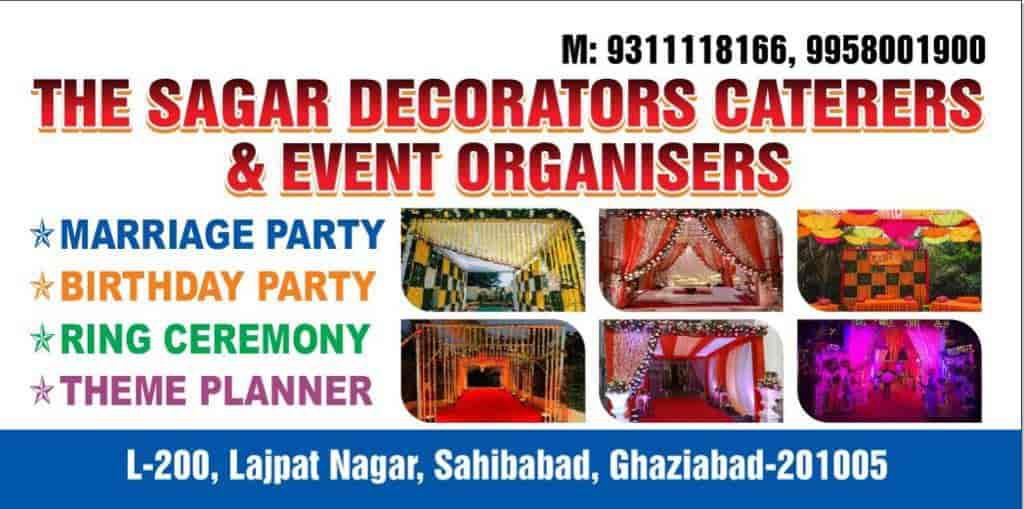 M: 9311118166, 9958001900
THE SAGAR DECORATORS CATERERS
& EVENT ORGANISERS
MARRIAGE PARTY
BIRTHDAY PARTY
RING CEREMONY
THEME PLANNER
L-200, Lajpat Nagar, Sahibabad, Ghaziabad-201005